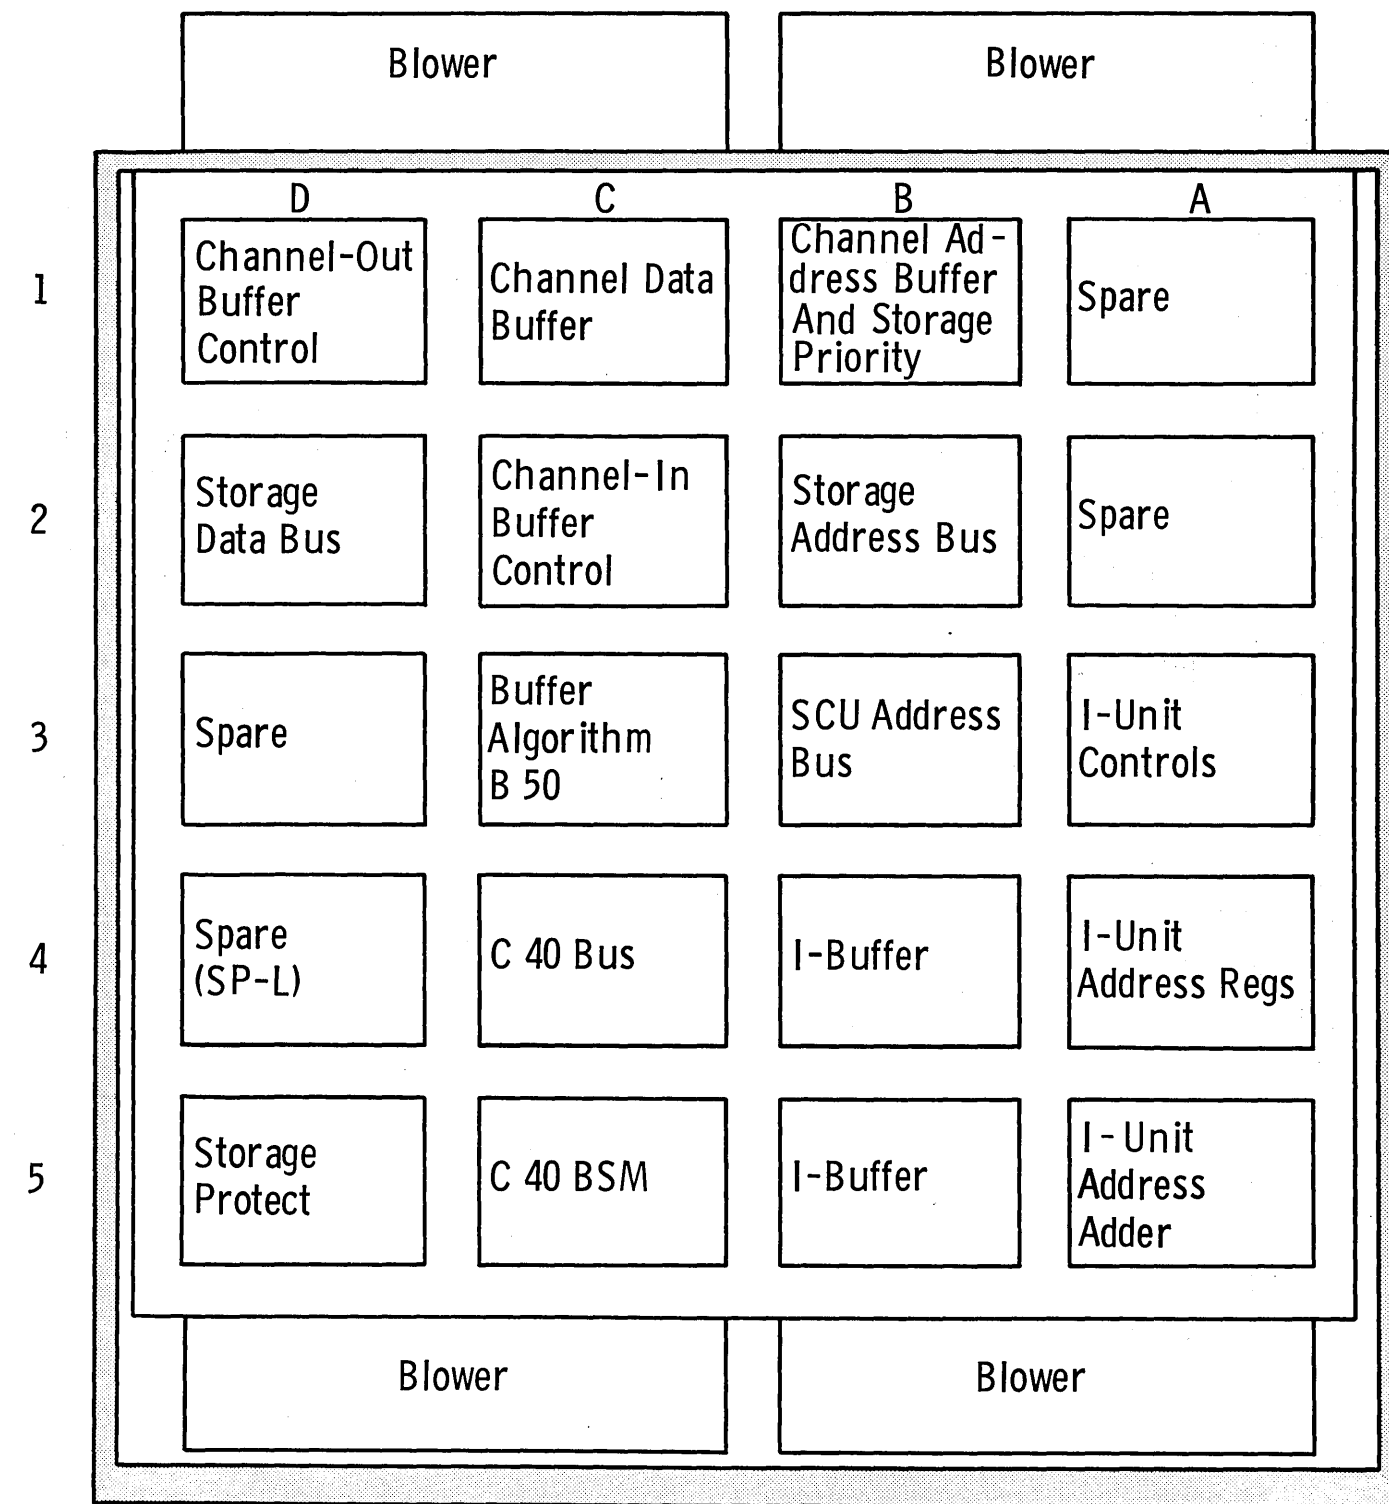 Blower
Blower
D
C
B
A
1
Channel-Out
Buffer
Control
Channel Data
Buffer
Channel Ad-
dress Buffer
And Storage
Priority
Spare
2
Storage
Data Bus
Channel-In
Buffer
Control
Storage
Address Bus
Spare
3
Spare
Buffer
Algorithm
B 50
SCU Address
Bus
I-Unit
Controls
4
Spare
(SP-L)
C 40 Bus
I-Buffer
I-Unit
Address Regs
5
Storage
Protect
C 40 BSM
I-Buffer
I-Unit
Address
Adder
Blower
Blower